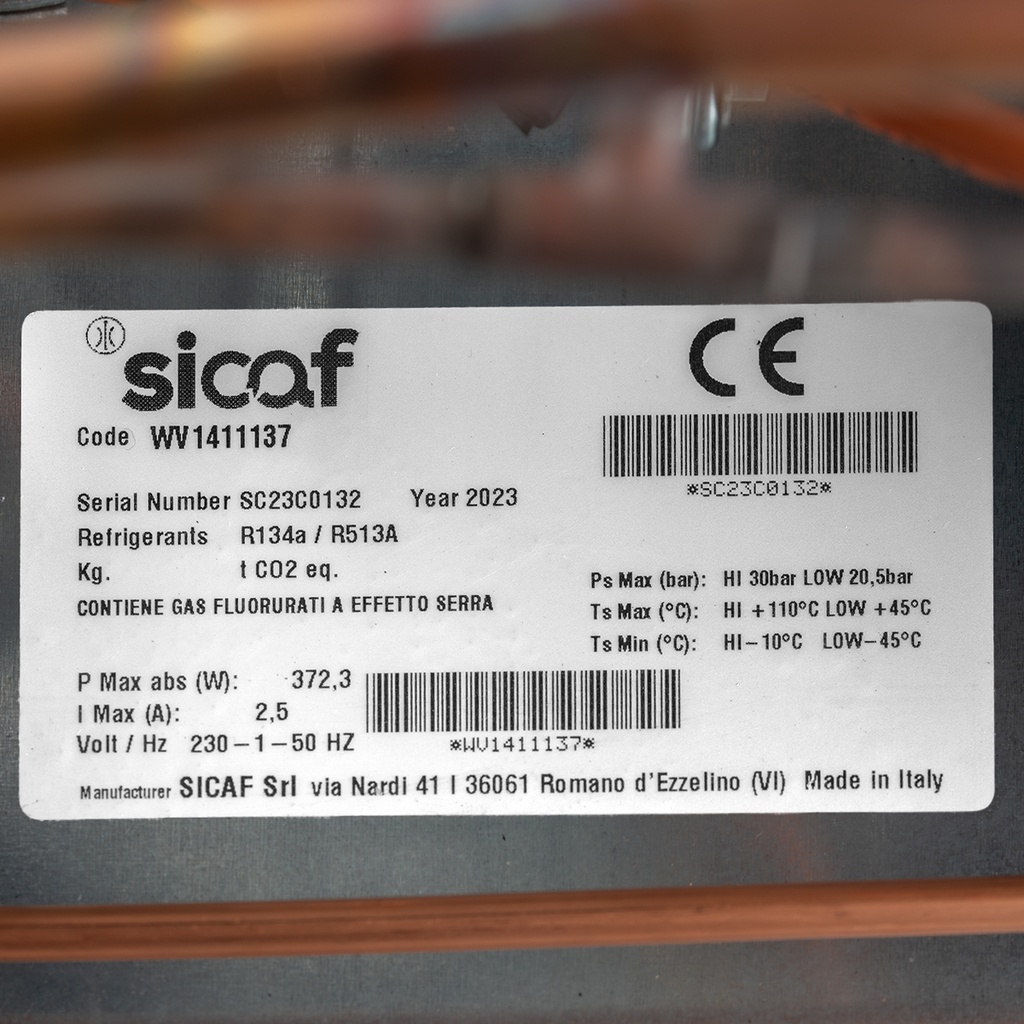 sicaf
CE
Code WV1411137
*SC23C0132*
Serial Number SC23C0132 Year 2023
Refrigerants R134a / R513A
Kg. t CO2 eq.
CONTIENE GAS FLUORURATI A EFFETTO SERRA
Ps Max (bar): HI 30bar LOW 20,5bar
Ts Max (°C): HI +110°C LOW +45°C
Ts Min (°C): HI-10°C LOW-45°C
P Max abs (W): 372,3
I Max (A): 2,5
Volt / Hz 230-1-50 HZ
*WV1411137*
Manufacturer SICAF Srl via Nardi 41 I 36061 Romano d'Ezzelino (VI) Made in Italy